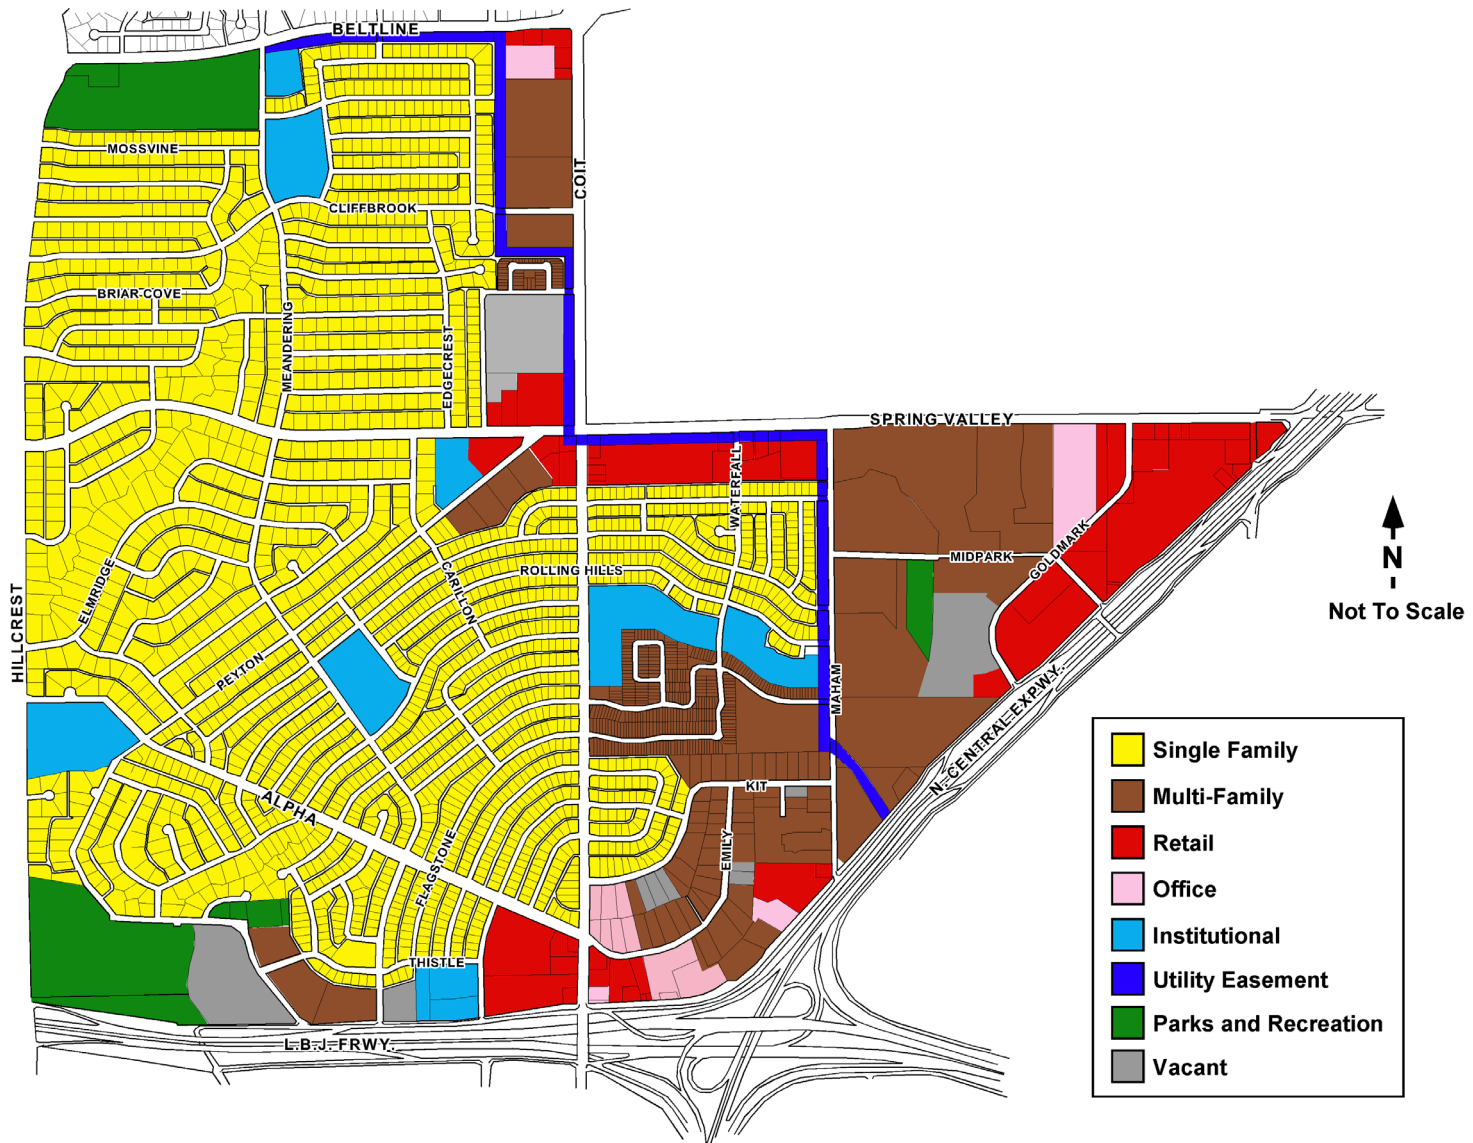 BELTLINE
MOSSVINE
C.O.I.T
CLIFFBROOK
BRIAR COVE
MEANDERING
EDGECREST
SPRING VALLEY
WATERFALL
N
Not To Scale
MIDPARK
GOLDMARK
ROLLING HILLS
CARILLON
ELMRIDGE
HILLCREST
PEYTON
MAHAM
N. CENTRAL EXPWY.
KIT
ALPHA
EMILY
FLAGSTONE
THISTLE
L.B.J. FRWY.
Single Family
Multi-Family
Retail
Office
Institutional
Utility Easement
Parks and Recreation
Vacant